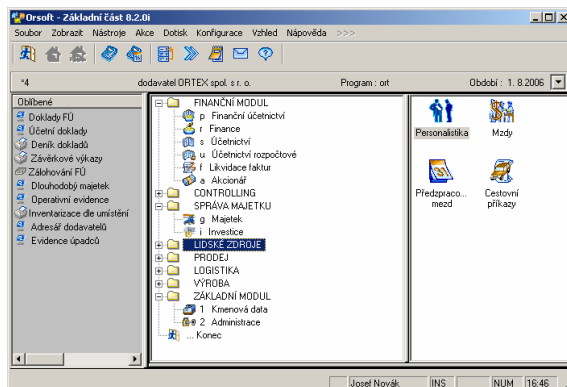 Orsoft - Základní část 8.2.0i
Soubor Zobrazit Nástroje Akce Dotisk Konfigurace Vzhled Nápověda >>>
*4 dodavatel ORTEX spol. s r. o. Program : ort Období : 1. 8.2006
Oblíbené
Doklady FÚ
Účetní doklady
Deník dokladů
Závěrkové výkazy
Zálohování FÚ
Dlouhodobý majetek
Operativní evidence
Inventarizace dle umístění
Adresář dodavatelů
Evidence úpadců
FINANČNÍ MODUL
p Finanční účetnictví
r Finance
s Účetnictví
u Účetnictví rozpočtové
f Likvidace faktur
a Akcionář
CONTROLLING
SPRÁVA MAJETKU
g Majetek
i Investice
LIDSKÉ ZDROJE
PRODEJ
LOGISTIKA
VÝROBA
ZÁKLADNÍ MODUL
1 Kmenová data
2 Administrace
... Konec
Personalistika Mzdy
Předzpraco... mezd
Cestovní příkazy
Josef Novák INS NUM 16:46